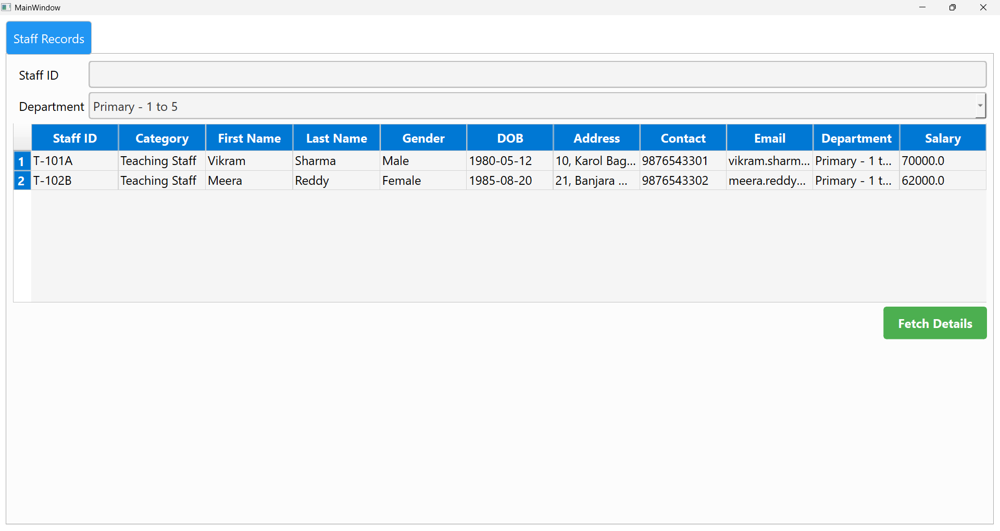 MainWindow
Staff Records
Staff ID
Department Primary - 1 to 5
Staff ID Category First Name Last Name Gender DOB Address Contact Email Department Salary
1 T-101A Teaching Staff Vikram Sharma Male 1980-05-12 10, Karol Bag... 9876543301 vikram.sharm... Primary - 1 t... 70000.0
2 T-102B Teaching Staff Meera Reddy Female 1985-08-20 21, Banjara ... 9876543302 meera.reddy... Primary - 1 t... 62000.0
Fetch Details